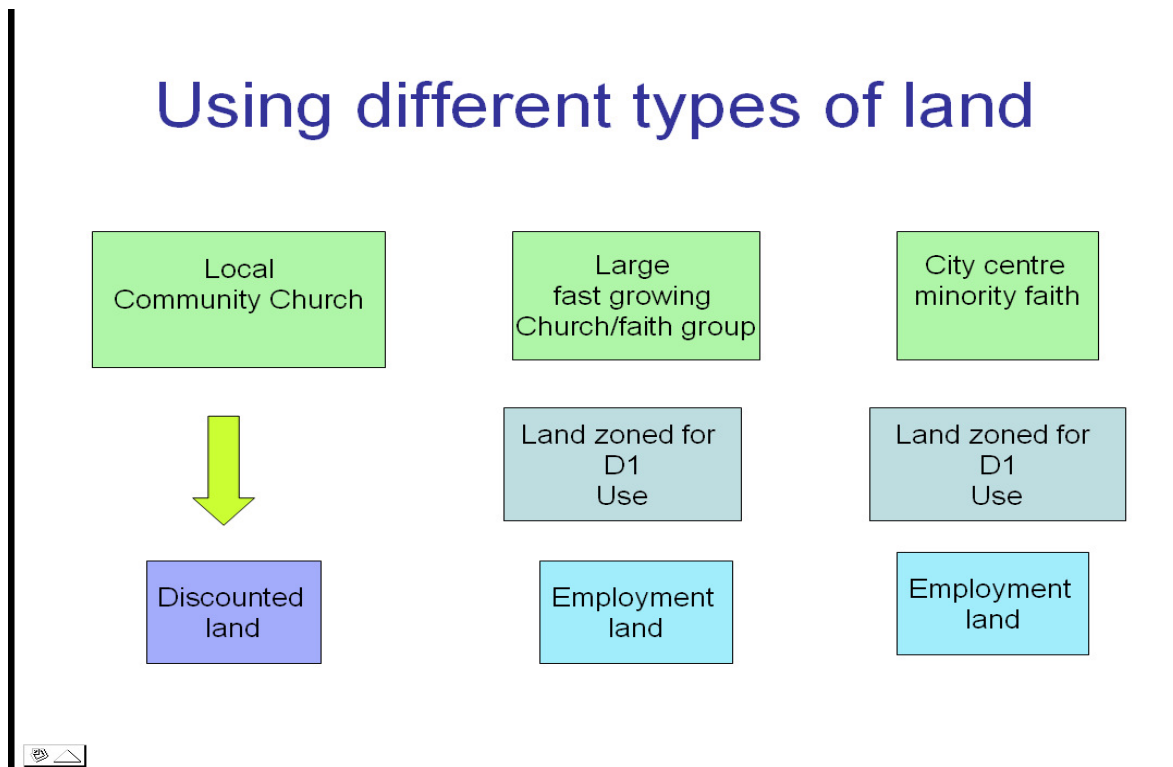 Using different types of land
Local
Community Church
Large
fast growing
Church/faith group
City centre
minority faith
Land zoned for
D1
Use
Land zoned for
D1
Use
Discounted
land
Employment
land
Employment
land